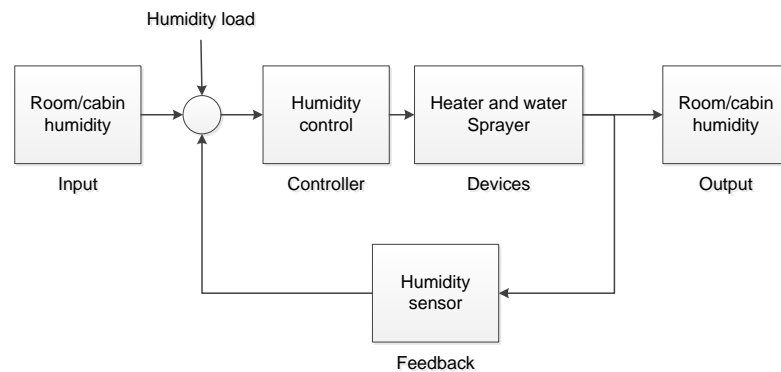 Humidity load
Room/cabin
humidity
Input
Humidity
control
Controller
Heater and water
Sprayer
Devices
Room/cabin
humidity
Output
Humidity
sensor
Feedback